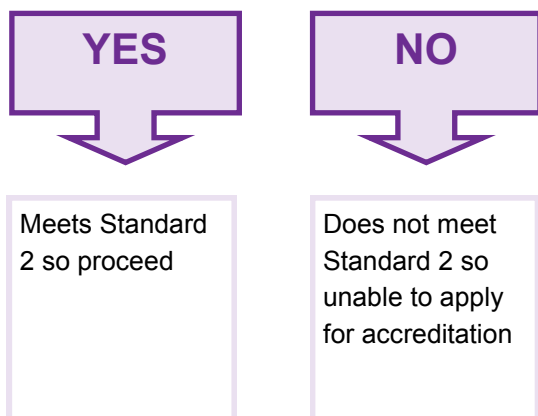 YES
Meets Standard
2 so proceed
NO
Does not meet
Standard 2 so
unable to apply
for accreditation